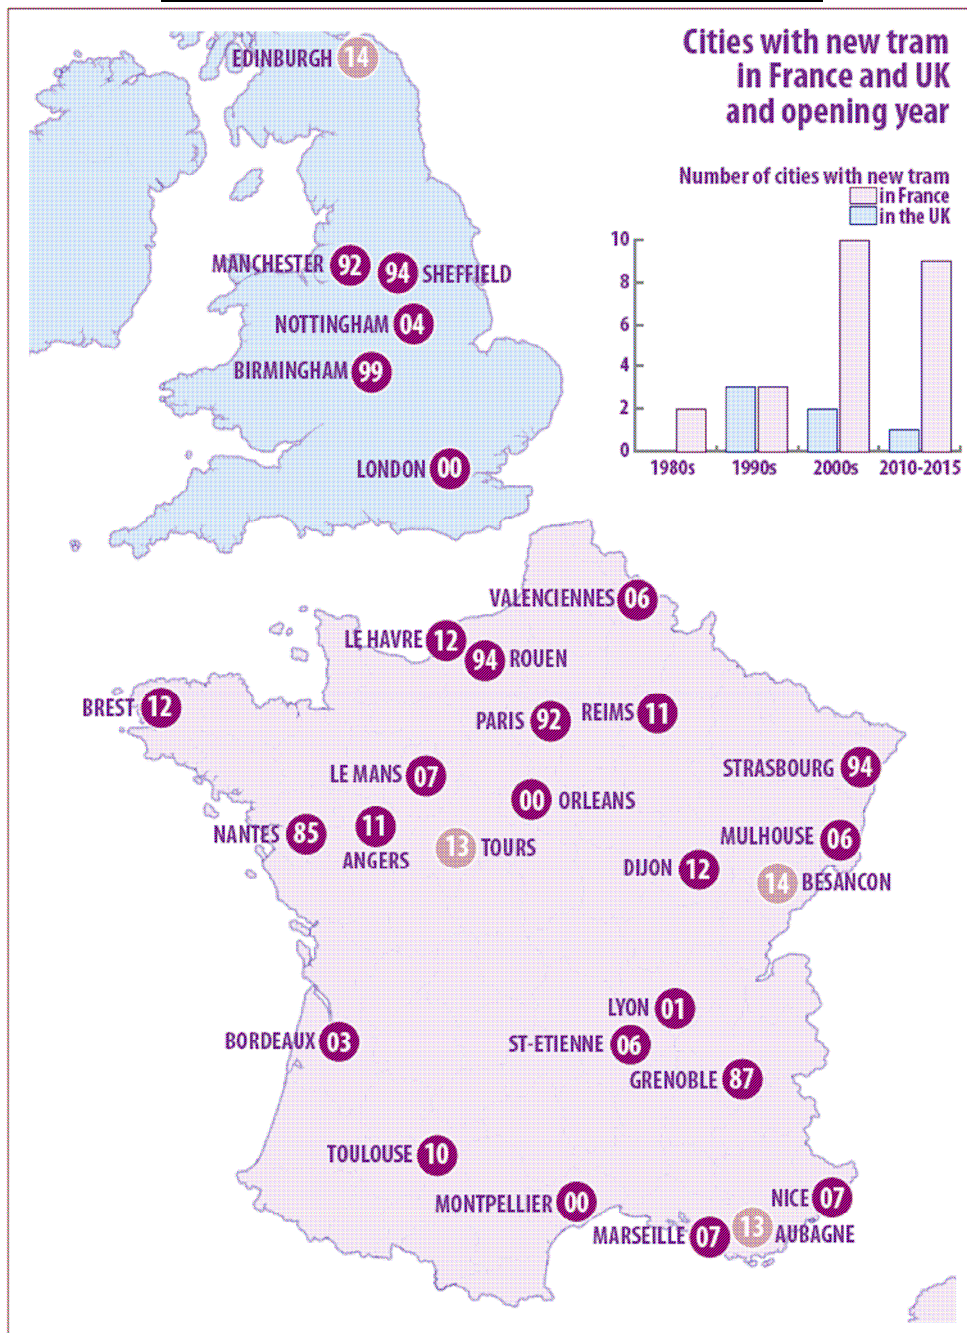 Cities with new tram
in France and UK
and opening year
Number of cities with new tram
in France
in the UK
10
8
6
4
2
0
1980s 1990s 2000s 2010-2015
EDINBURGH 14
MANCHESTER 92
94 SHEFFIELD
NOTTINGHAM 04
BIRMINGHAM 99
LONDON 00
VALENCIENNES 06
LE HAVRE 12
94 ROUEN
BREST 12
PARIS 92
REIMS 11
STRASBOURG 94
LE MANS 07
00 ORLEANS
NANTES 85
11
ANGERS
13 TOURS
MULHOUSE 06
DIJON 12
14 BESANCON
LYON 01
BORDEAUX 03
ST-ETIENNE 06
GRENOBLE 87
TOULOUSE 10
MONTPELLIER 00
NICE 07
MARSEILLE 07
13 AUBAGNE